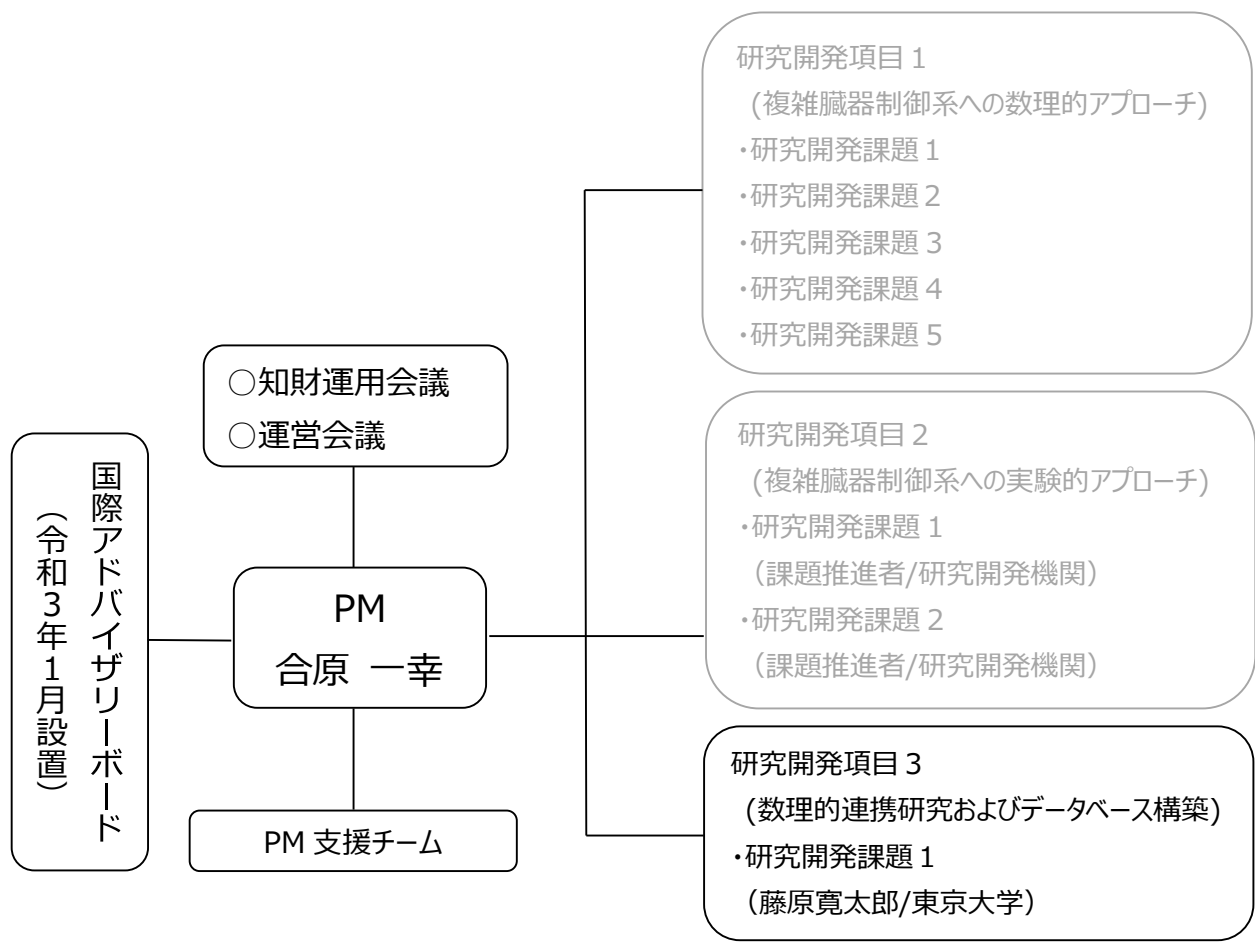 国際アドバイザリーボード
（令和３年１月設置）
○知財運用会議
○運営会議
PM
合原 一幸
PM 支援チーム
研究開発項目１
(複雑臓器制御系への数理的アプローチ)
・研究開発課題１
・研究開発課題２
・研究開発課題３
・研究開発課題４
・研究開発課題５
研究開発項目２
(複雑臓器制御系への実験的アプローチ)
・研究開発課題１
（課題推進者/研究開発機関）
・研究開発課題２
（課題推進者/研究開発機関）
研究開発項目３
(数理的連携研究およびデータベース構築)
・研究開発課題１
（藤原寛太郎/東京大学）